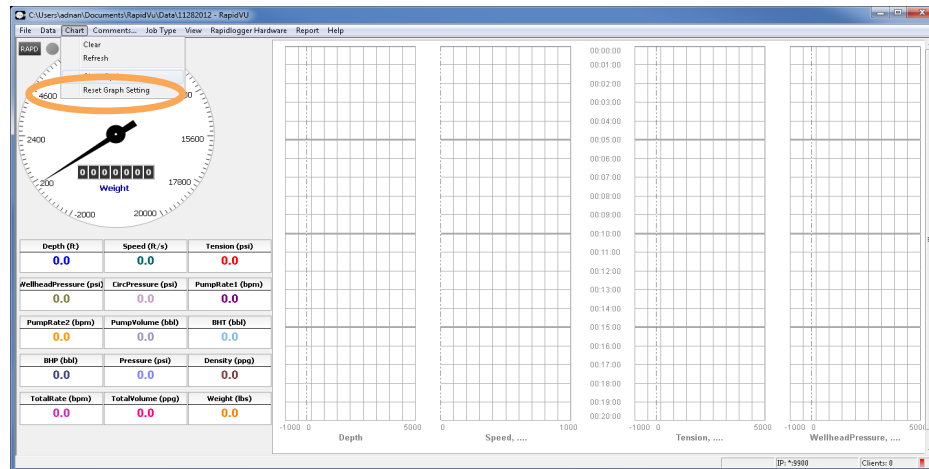 C:\Users\adnan\Documents\RapidVu\Data\11282012 - RapidVU
File Data Chart Comments... Job Type View Rapidlogger Hardware Report Help
RAPD
Clear
Refresh
Reset Graph Setting
4600
2400
15600
200
17800
-2000
20000
0 0 0 0 0 0 0
Weight
Depth (ft) Speed (ft/s) Tension (psi)
0.0 0.0 0.0
WellheadPressure (psi) CircPressure (psi) PumpRate1 (bpm)
0.0 0.0 0.0
PumpRate2 (bpm) PumpVolume (bbl) BHT (bbl)
0.0 0.0 0.0
BHP (bbl) Pressure (psi) Density (ppg)
0.0 0.0 0.0
TotalRate (bpm) TotalVolume (ppg) Weight (lbs)
0.0 0.0 0.0
00:00:00
00:01:00
00:02:00
00:03:00
00:04:00
00:05:00
00:06:00
00:07:00
00:08:00
00:09:00
00:10:00
00:11:00
00:12:00
00:13:00
00:14:00
00:15:00
00:16:00
00:17:00
00:18:00
00:19:00
00:20:00
-1000 0 5000 0 1000 -1000 0 5000 -1000 0 5000
Depth Speed, .... Tension, .... WellheadPressure, ....
IP: *:9900 Clients: 0